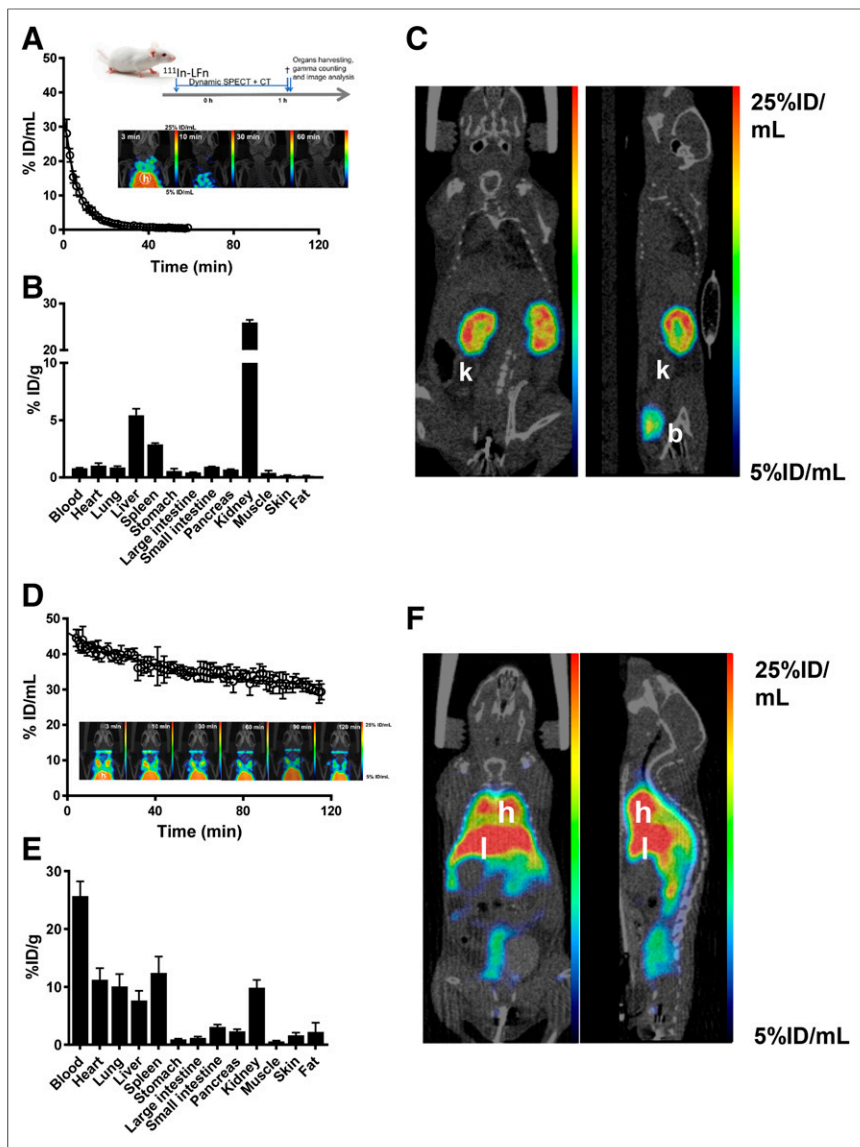 A
50
40
30
20
10
0
% ID/mL
0
40
80
120
Time (min)
111In-LFn
Dynamic SPECT + CT
Organs harvesting,
gamma counting
and image analysis
†
0 h
1 h
25% ID/mL
3 min
10 min
30 min
60 min
h
5% ID/mL
B
30
20
10
5
0
% ID/g
Blood
Heart
Lung
Liver
Spleen
Stomach
Large intestine
Small intestine
Pancreas
Kidney
Muscle
Skin
Fat
C
25%ID/
mL
k
k
b
5%ID/mL
D
50
40
30
20
10
0
% ID/mL
0
40
80
120
Time (min)
3 min
10 min
30 min
60 min
90 min
120 min
25% ID/mL
h
5% ID/mL
E
30
20
10
0
%ID/g
Blood
Heart
Lung
Liver
Spleen
Stomach
Large intestine
Small intestine
Pancreas
Kidney
Muscle
Skin
Fat
F
25%ID/
mL
h
l
h
l
5%ID/mL